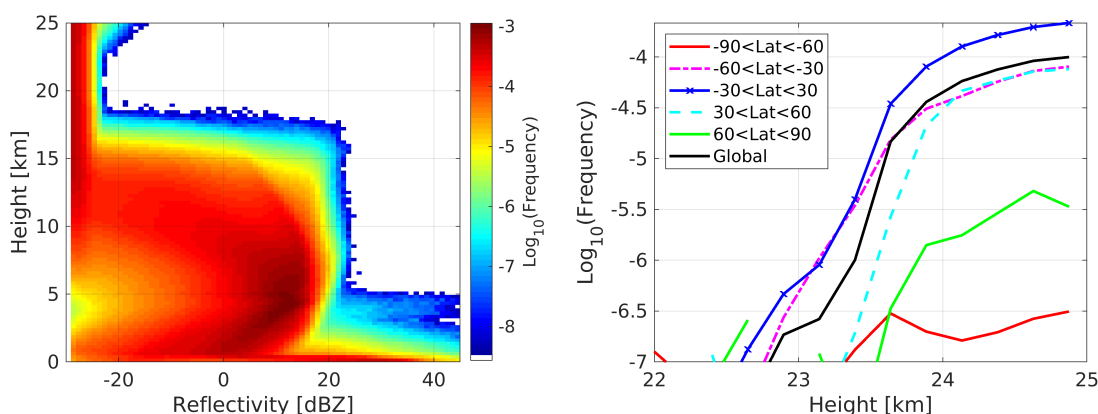 25
20
15
10
5
0
Height [km]
-20
0
20
40
Reflectivity [dBZ]
-3
-4
-5
-6
-7
-8
Log10(Frequency)
-4
-4.5
-5
-5.5
-6
-6.5
-7
Log10(Frequency)
-90<Lat<-60
-60<Lat<-30
-30<Lat<30
30<Lat<60
60<Lat<90
Global
22
23
24
25
Height [km]